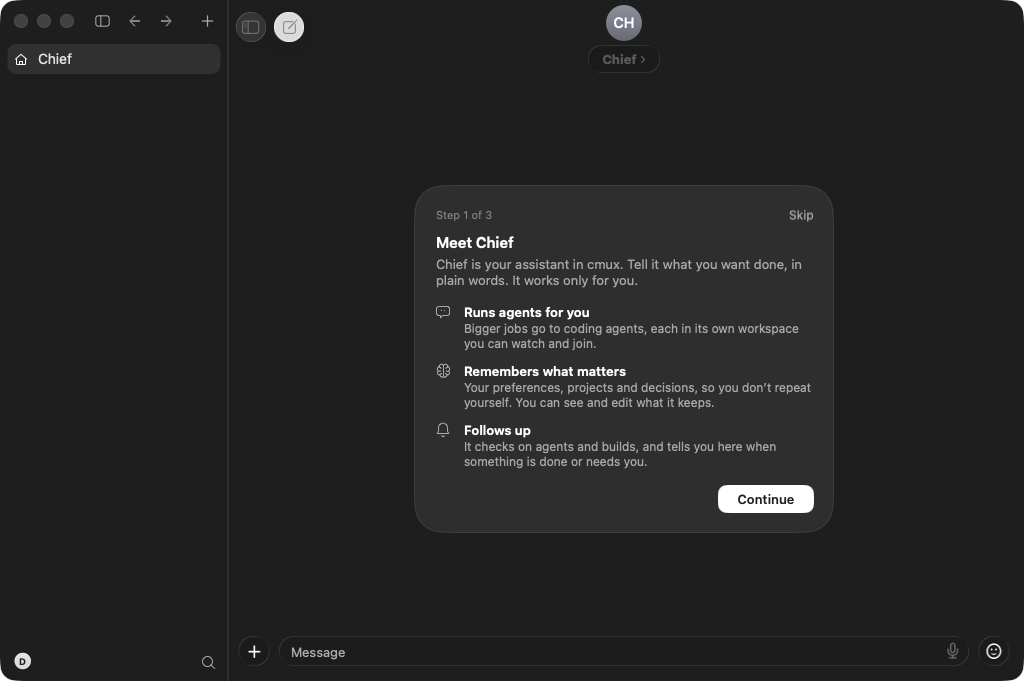 Chief
CH
Chief
Step 1 of 3
Skip
Meet Chief
Chief is your assistant in cmux. Tell it what you want done, in
plain words. It works only for you.
Runs agents for you
Bigger jobs go to coding agents, each in its own workspace
you can watch and join.
Remembers what matters
Your preferences, projects and decisions, so you don’t repeat
yourself. You can see and edit what it keeps.
Follows up
It checks on agents and builds, and tells you here when
something is done or needs you.
Continue
D
Message